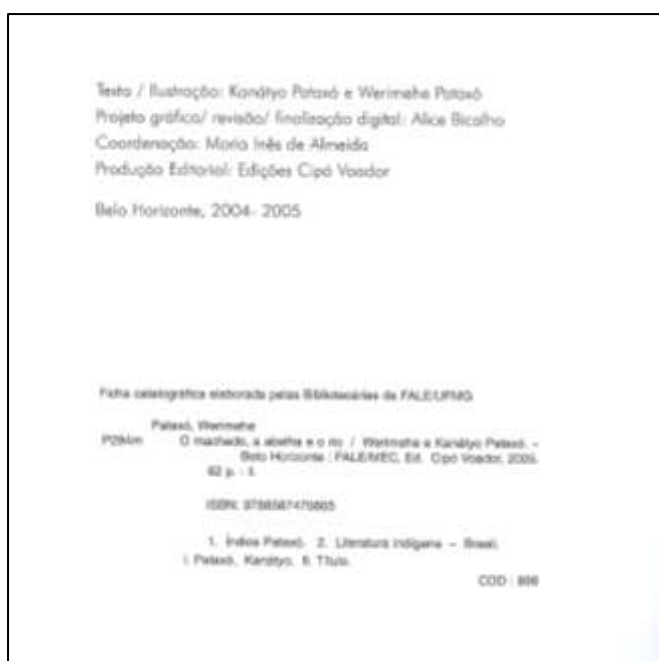 Texto / Ilustração: Kanátyo Pataxó e Werimehe Pataxó
Projeto gráfico/ revisão/ finalização digital: Alice Bicalho
Coordenação: Maria Inês de Almeida
Produção Editorial: Edições Cipó Voador
Belo Horizonte, 2004- 2005
Ficha catalográfica elaborada pelas Bibliotecárias da FALE/UFMG
Pataxó, Werimehe
O machado, a abelha e o rio / Werimehe e Kanátyo Pataxó. –
Belo Horizonte : FALE/MEC, Ed. Cipó Voador, 2005.
62 p. :
ISBN:
1. Índios Pataxó. 2. Literatura indígena – Brasil.
I. Pataxó, Kanátyo. II. Título.